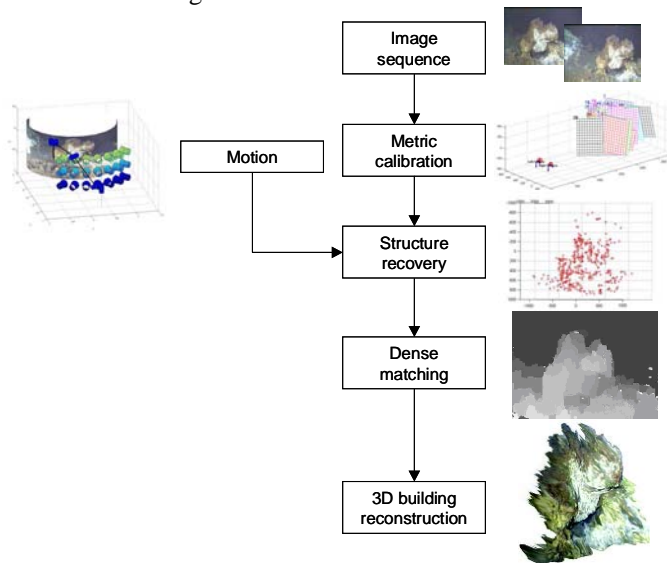 Image
sequence
Metric
calibration
Motion
Structure
recovery
Dense
matching
3D building
reconstruction